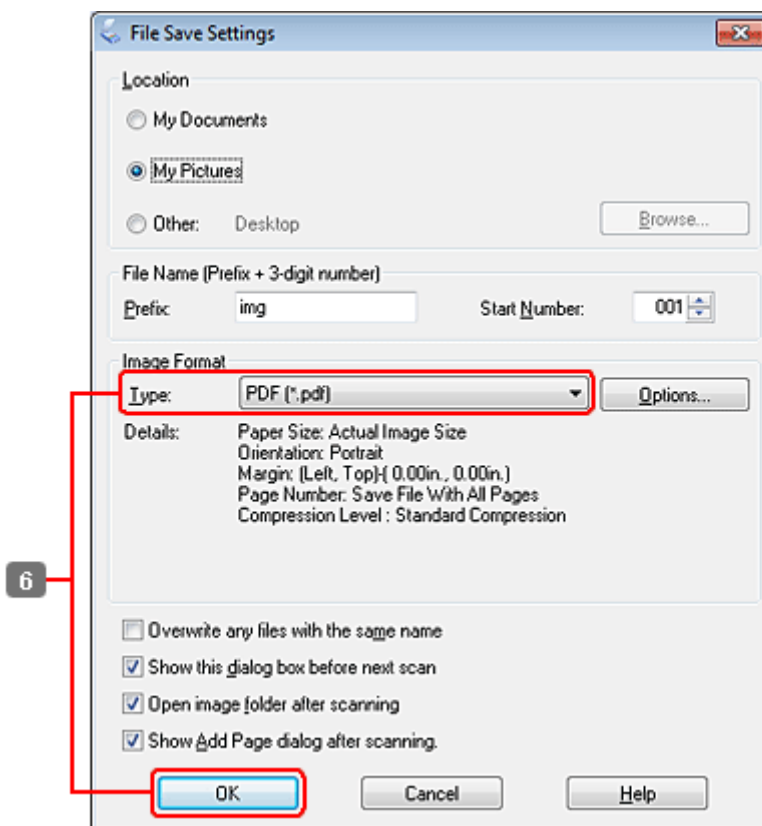 File Save Settings
Location
My Documents
My Pictures
Other: Desktop Browse...
File Name (Prefix + 3-digit number)
Prefix: img Start Number: 001
Image Format
Type: PDF (*.pdf) Options...
Details: Paper Size: Actual Image Size
Orientation: Portrait
Margin: (Left, Top)-( 0.00in., 0.00in.)
Page Number: Save File With All Pages
Compression Level : Standard Compression
6
Overwrite any files with the same name
Show this dialog box before next scan
Open image folder after scanning
Show Add Page dialog after scanning.
OK Cancel Help